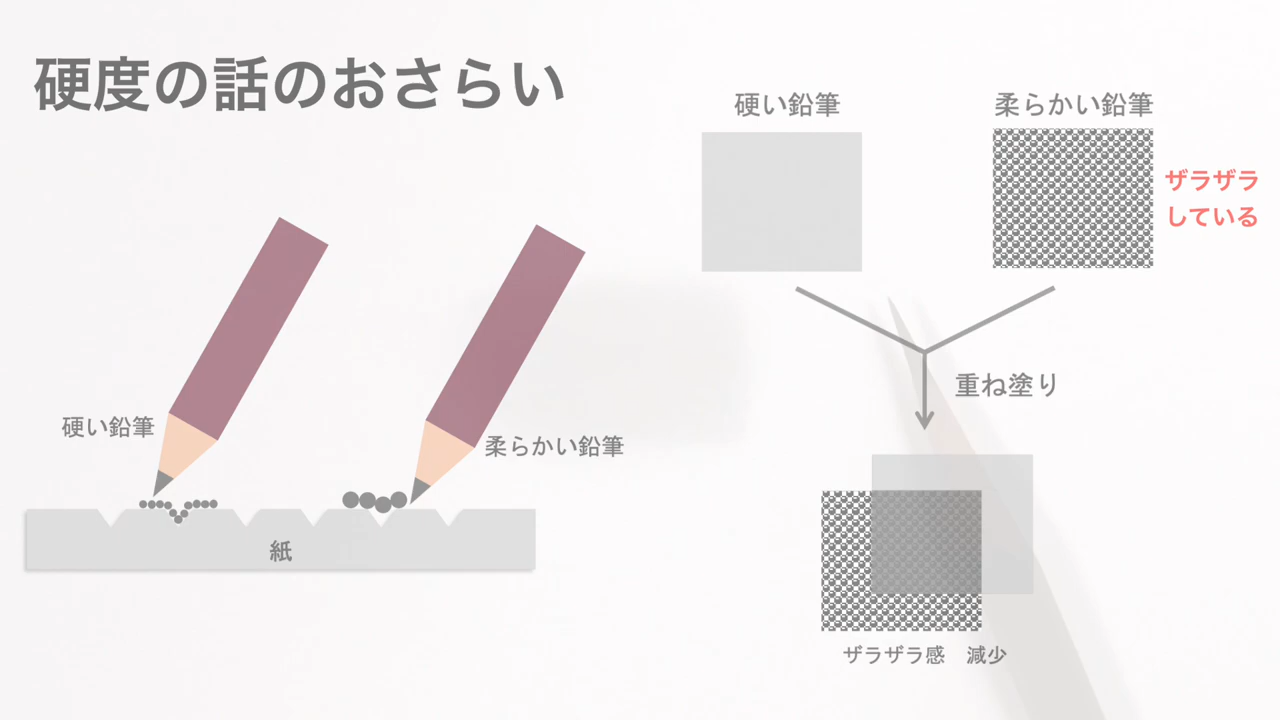 硬度の話のおさらい
硬い鉛筆
柔らかい鉛筆
ザラザラ
している
硬い鉛筆
柔らかい鉛筆
紙
重ね塗り
ザラザラ感　減少